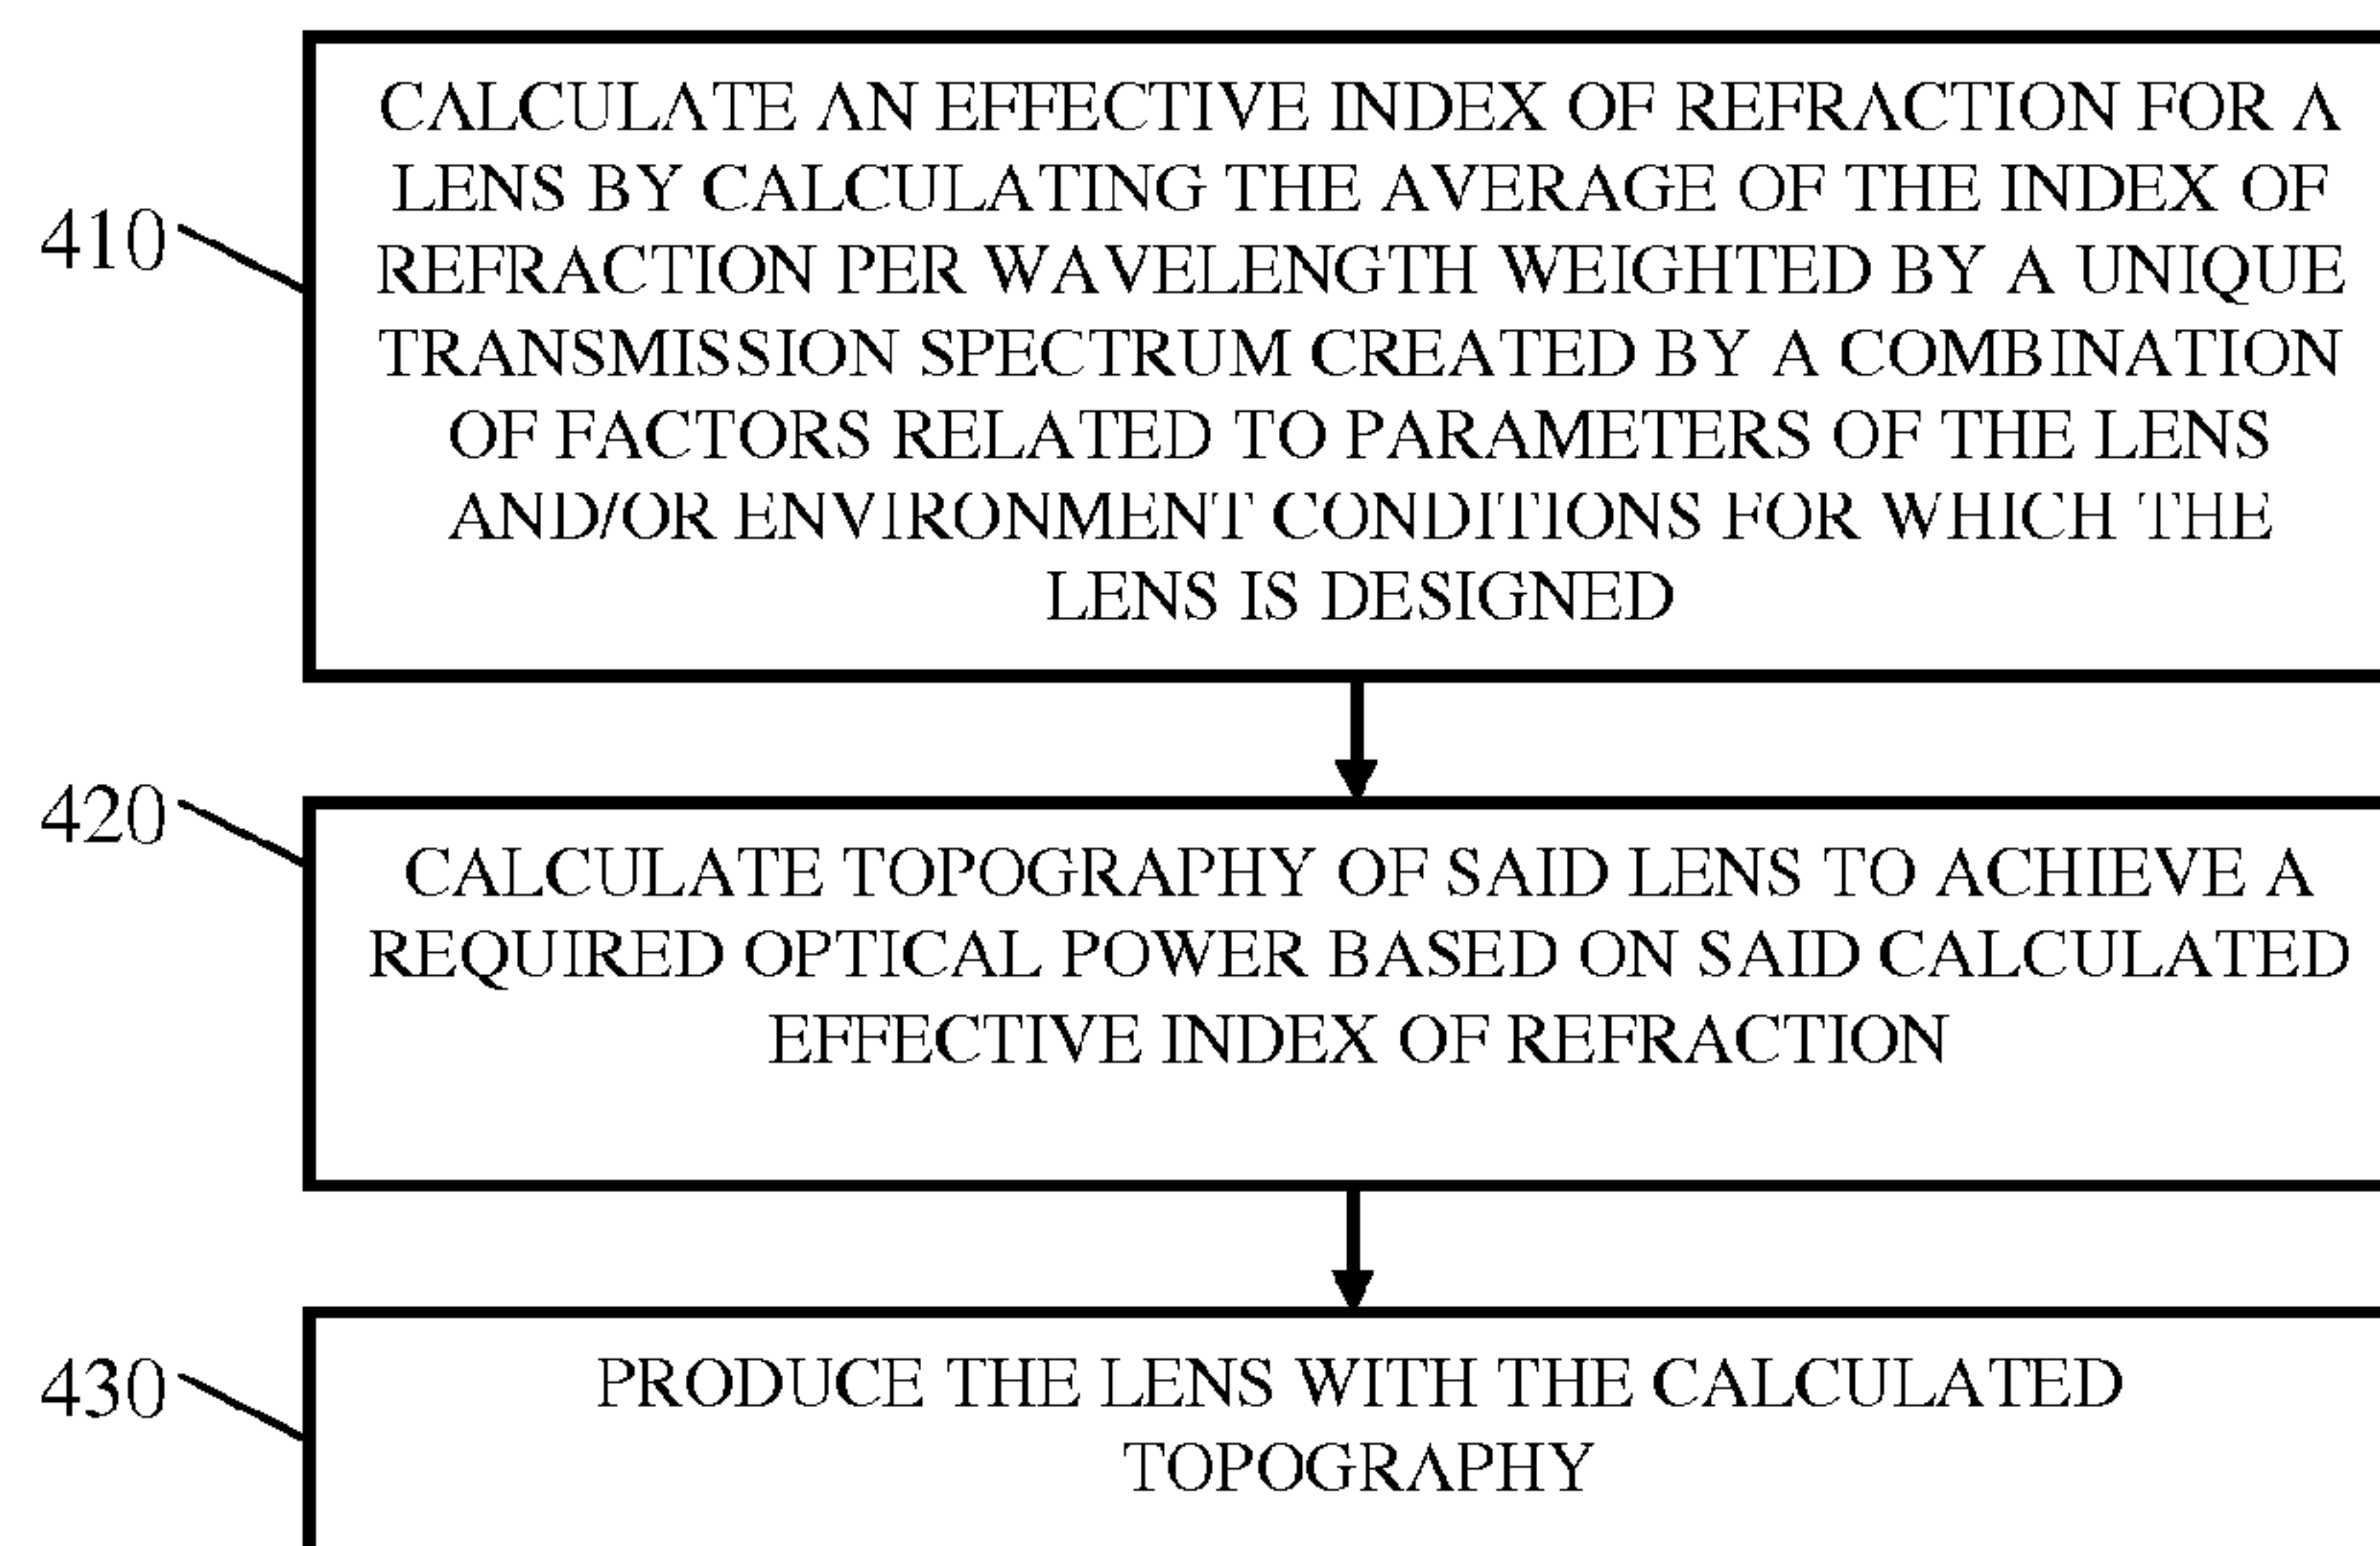 CALCULATE AN EFFECTIVE INDEX OF REFRACTION FOR A
LENS BY CALCULATING THE AVERAGE OF THE INDEX OF
410
REFRACTION PER WAVELENGTH WEIGHTED BY A UNIQUE
TRANSMISSION SPECTRUM CREATED BY A COMBINATION
OF FACTORS RELATED TO PARAMETERS OF THE LENS
AND/OR ENVIRONMENT CONDITIONS FOR WHICH THE
LENS IS DESIGNED
420
CALCULATE TOPOGRAPHY OF SAID LENS TO ACHIEVE A
REQUIRED OPTICAL POWER BASED ON SAID CALCULATED
EFFECTIVE INDEX OF REFRACTION
430
PRODUCE THE LENS WITH THE CALCULATED
TOPOGRAPHY